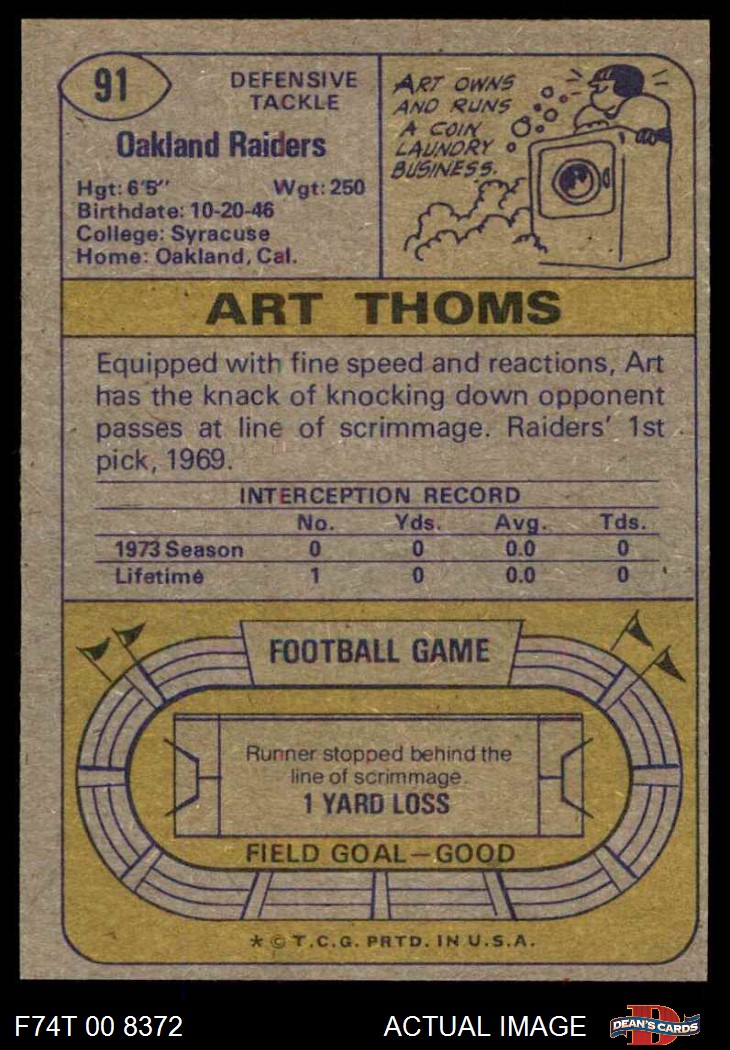 91
DEFENSIVE
TACKLE
Oakland Raiders
Hgt: 6'5" Wgt: 250
Birthdate: 10-20-46
College: Syracuse
Home: Oakland, Cal.
ART OWNS
AND RUNS
A COIN
LAUNDRY
BUSINESS.
ART THOMS
Equipped with fine speed and reactions, Art
has the knack of knocking down opponent
passes at line of scrimmage. Raiders' 1st
pick, 1969.
INTERCEPTION RECORD
No. Yds. Avg. Tds.
1973 Season 0 0 0.0 0
Lifetime 1 0 0.0 0
FOOTBALL GAME
Runner stopped behind the
line of scrimmage.
1 YARD LOSS
FIELD GOAL—GOOD
* © T.C.G. PRTD. IN U.S.A.
F74T 00 8372 ACTUAL IMAGE
D
DEAN'S CARDS